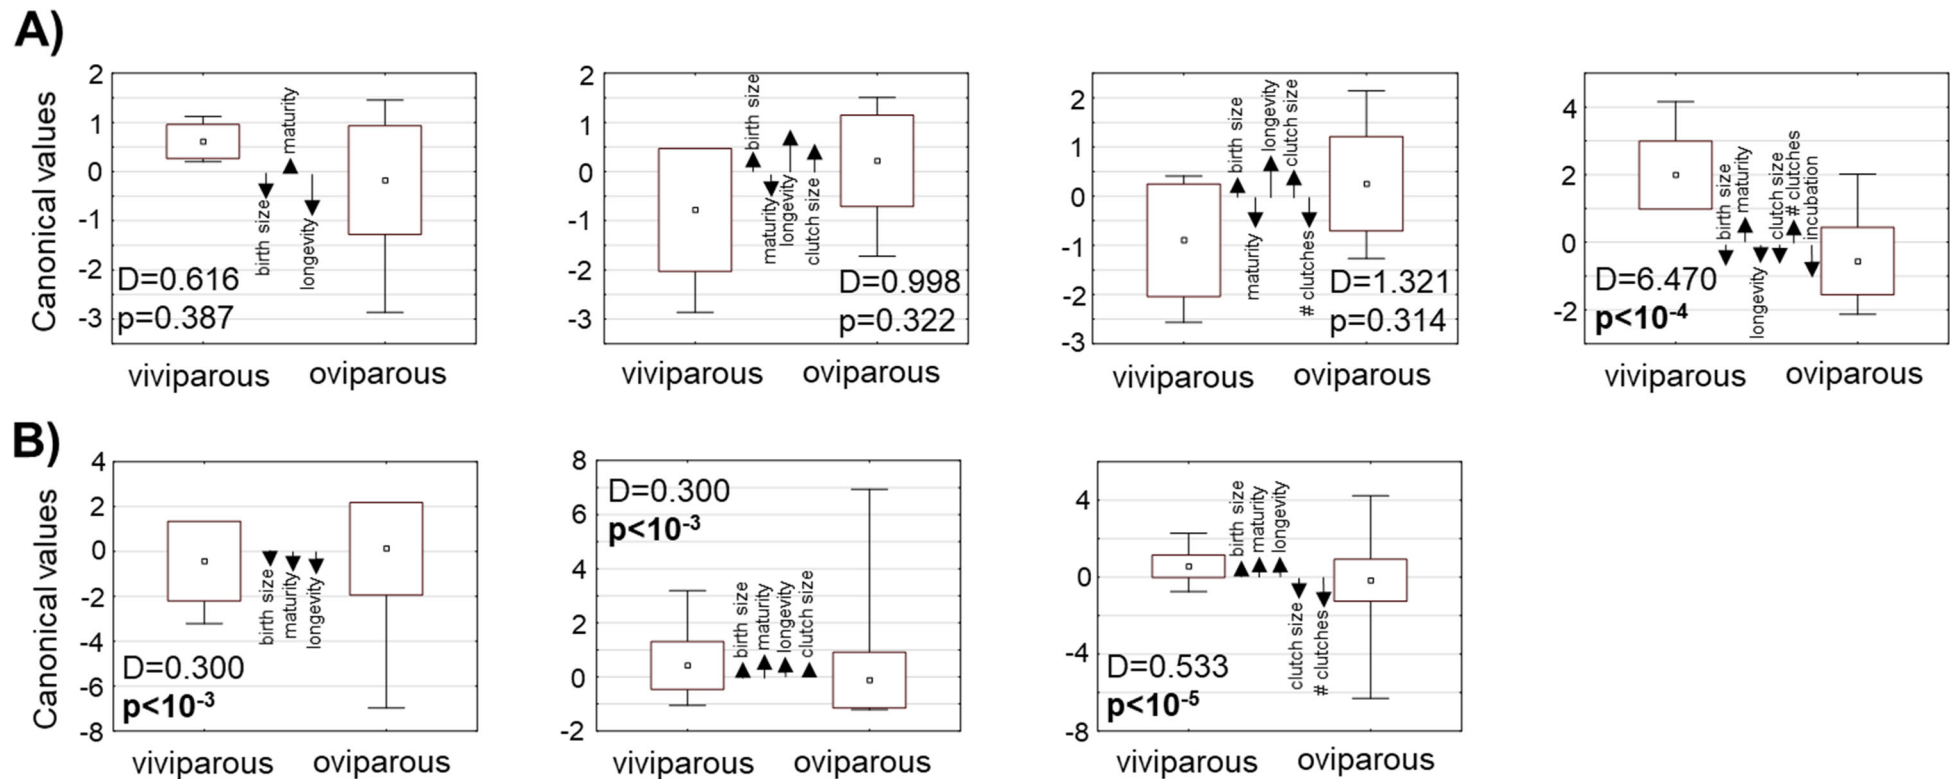 A)
Canonical values
2
1
0
-1
-2
-3
birth size
maturity
longevity
D=0.616
p=0.387
viviparous
oviparous
2
1
0
-1
-2
-3
birth size
maturity
longevity
clutch size
D=0.998
p=0.322
viviparous
oviparous
2
1
0
-1
-2
-3
birth size
maturity
longevity
clutch size
# clutches
D=1.321
p=0.314
viviparous
oviparous
4
2
0
-2
birth size
maturity
longevity
clutch size
# clutches
incubation
D=6.470
p<10-4
viviparous
oviparous
B)
Canonical values
4
2
0
-2
-4
-6
-8
birth size
maturity
longevity
D=0.300
p<10-3
viviparous
oviparous
8
6
4
2
0
-2
D=0.300
p<10-3
birth size
maturity
longevity
clutch size
viviparous
oviparous
4
0
-4
-8
birth size
maturity
longevity
clutch size
# clutches
D=0.533
p<10-5
viviparous
oviparous